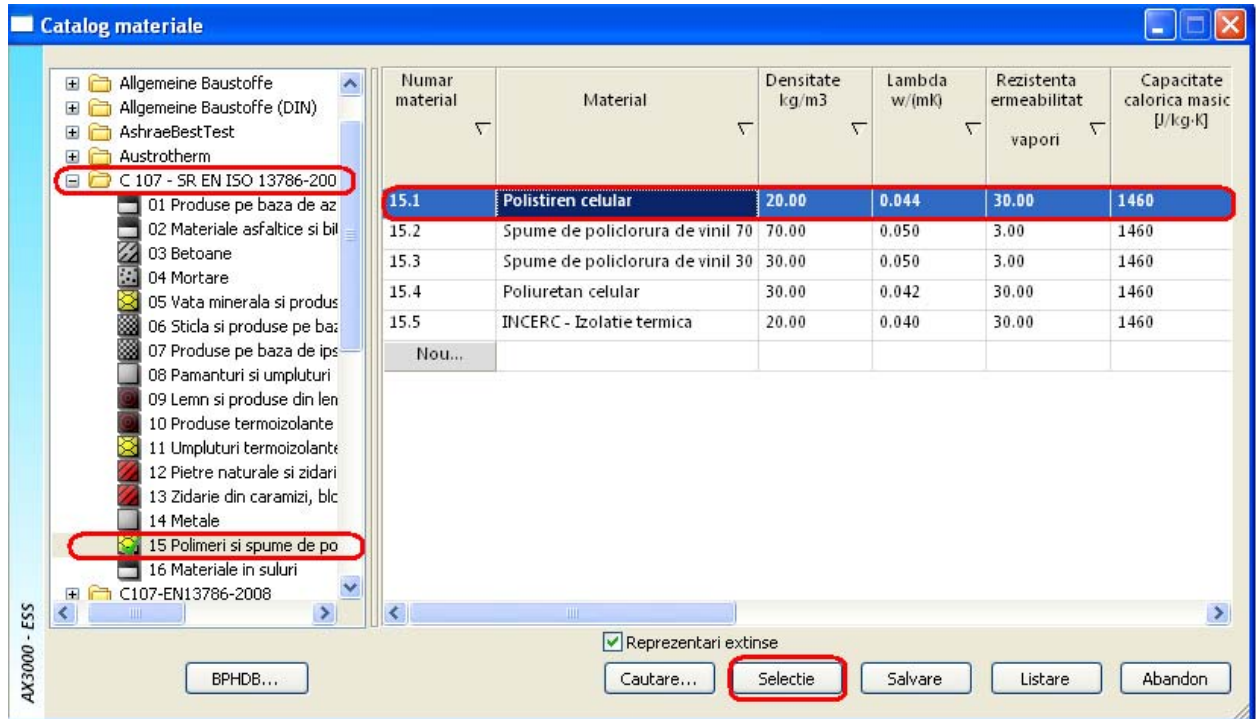 Catalog materiale
Allgemeine Baustoffe
Allgemeine Baustoffe (DIN)
AshraeBestTest
Austrotherm
C 107 - SR EN ISO 13786-200
01 Produse pe baza de az
02 Materiale asfaltice si bil
03 Betoane
04 Mortare
05 Vata minerala si produs
06 Sticla si produse pe baz
07 Produse pe baza de ips
08 Pamanturi si umpluturi
09 Lemn si produse din len
10 Produse termoizolante
11 Umpluturi termoizolante
12 Pietre naturale si zidari
13 Zidarie din caramizi, blc
14 Metale
15 Polimeri si spume de po
16 Materiale in suluri
C107-EN13786-2008
Numar material
Material
Densitate kg/m3
Lambda w/(mK)
Rezistenta ermeabilitat vapori
Capacitate calorica masic [J/kg·K]
15.1 Polistiren celular 20.00 0.044 30.00 1460
15.2 Spume de policlorura de vinil 70 70.00 0.050 3.00 1460
15.3 Spume de policlorura de vinil 30 30.00 0.050 3.00 1460
15.4 Poliuretan celular 30.00 0.042 30.00 1460
15.5 INCERC - Izolatie termica 20.00 0.040 30.00 1460
Nou...
Reprezentari extinse
BPHDB... Cautare... Selectie Salvare Listare Abandon
AX3000 - ESS